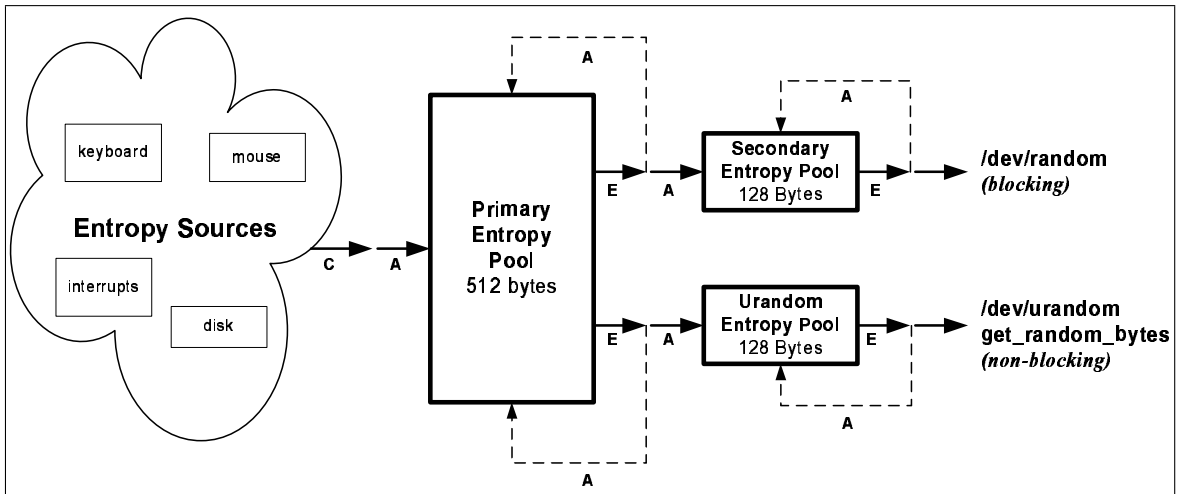 keyboard
mouse
Entropy Sources
interrupts
disk
C
A
A
Primary
Entropy
Pool
512 bytes
E
A
A
Secondary
Entropy Pool
128 Bytes
E
/dev/random
(blocking)
E
A
A
Urandom
Entropy Pool
128 Bytes
E
A
/dev/urandom
get_random_bytes
(non-blocking)